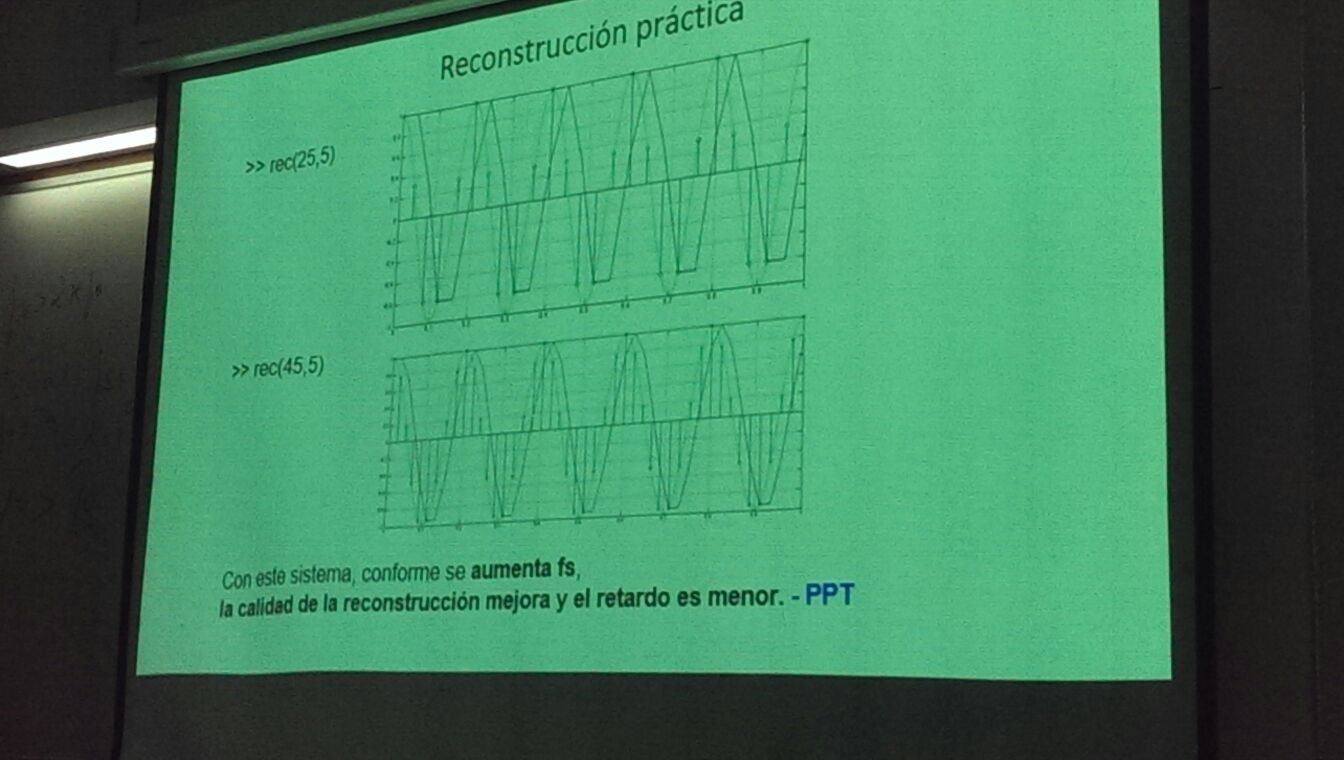 Reconstrucción práctica
>> rec(25,5)
>> rec(45,5)
Con este sistema, conforme se aumenta fs,
la calidad de la reconstrucción mejora y el retardo es menor. - PPT